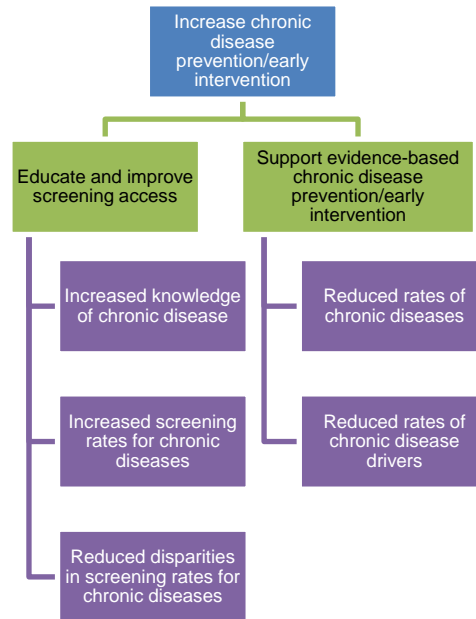 Increase chronic
disease
prevention/early
intervention
Educate and improve
screening access
Support evidence-based
chronic disease
prevention/early
intervention
Increased knowledge
of chronic disease
Reduced rates of
chronic diseases
Increased screening
rates for chronic
diseases
Reduced rates of
chronic disease
drivers
Reduced disparities
in screening rates for
chronic diseases